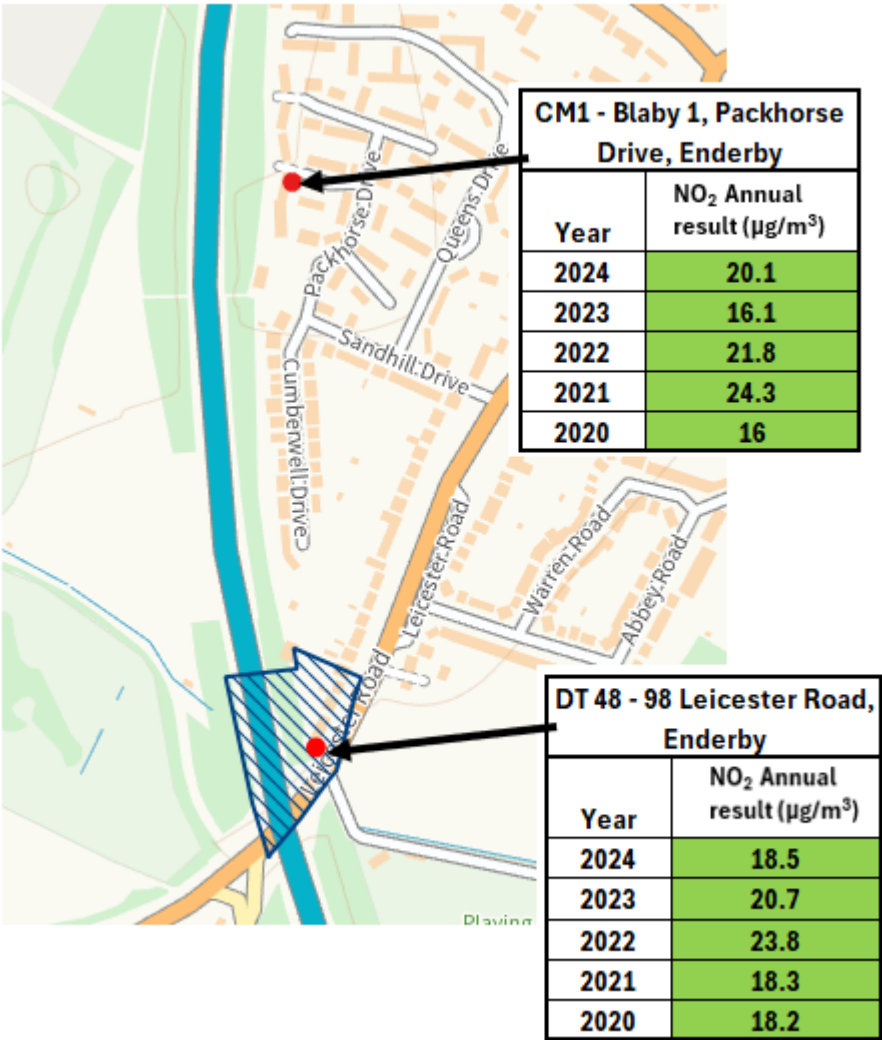 CM1 - Blaby 1, Packhorse
Drive, Enderby
Year
NO₂ Annual
result (µg/m³)
2024 20.1
2023 16.1
2022 21.8
2021 24.3
2020 16
Packhorse Drive
Queens Drive
Sandhill Drive
Cumberwell Drive
Leicester Road
Warren Road
Abbey Road
Leicester Road
DT 48 - 98 Leicester Road,
Enderby
Year
NO₂ Annual
result (µg/m³)
2024 18.5
2023 20.7
2022 23.8
2021 18.3
2020 18.2
Playing